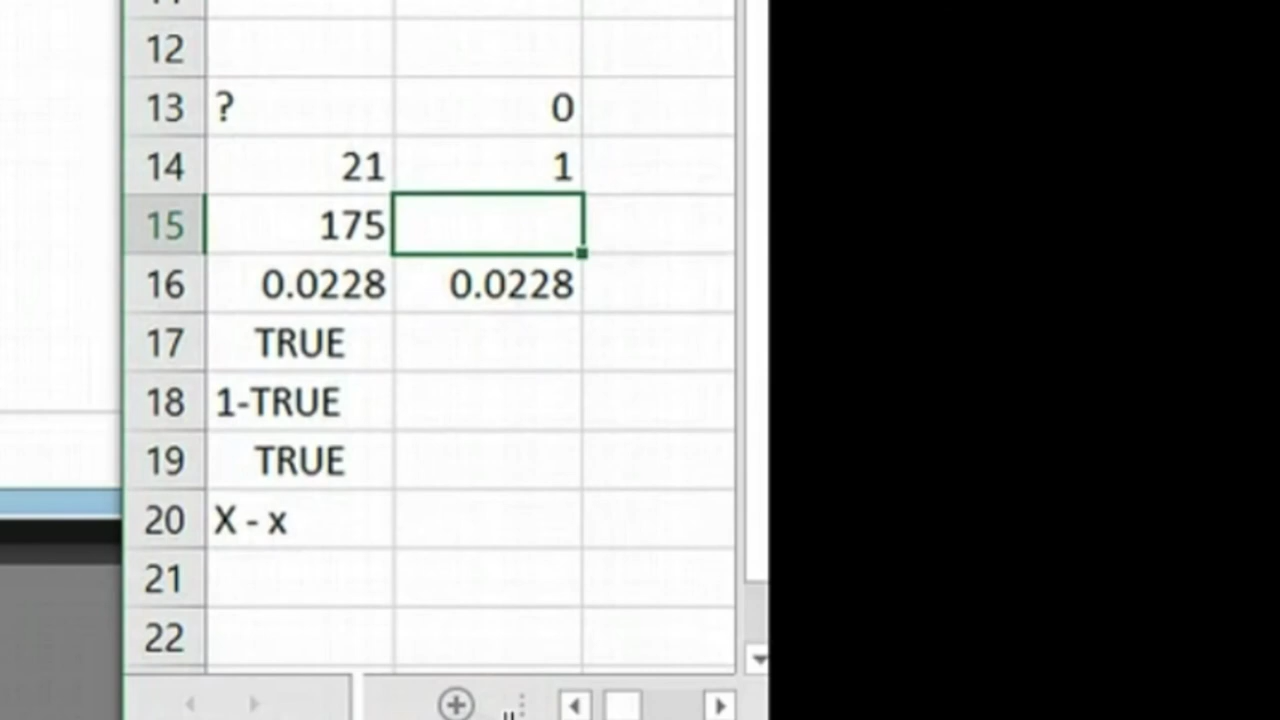 12
13 ? 0
14 21 1
15 175
16 0.0228 0.0228
17 TRUE
18 1-TRUE
19 TRUE
20 X - x
21
22